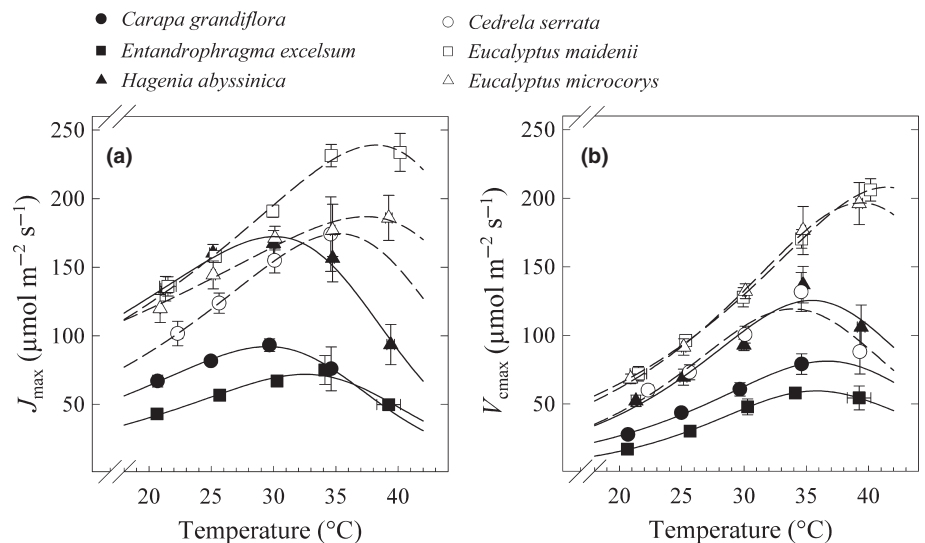 Carapa grandiflora
Entandrophragma excelsum
Hagenia abyssinica
Cedrela serrata
Eucalyptus maidenii
Eucalyptus microcorys
(a)
250
200
150
100
50
J max (μmol m⁻² s⁻¹)
20 25 30 35 40
Temperature (°C)
(b)
250
200
150
100
50
V cmax (μmol m⁻² s⁻¹)
20 25 30 35 40
Temperature (°C)